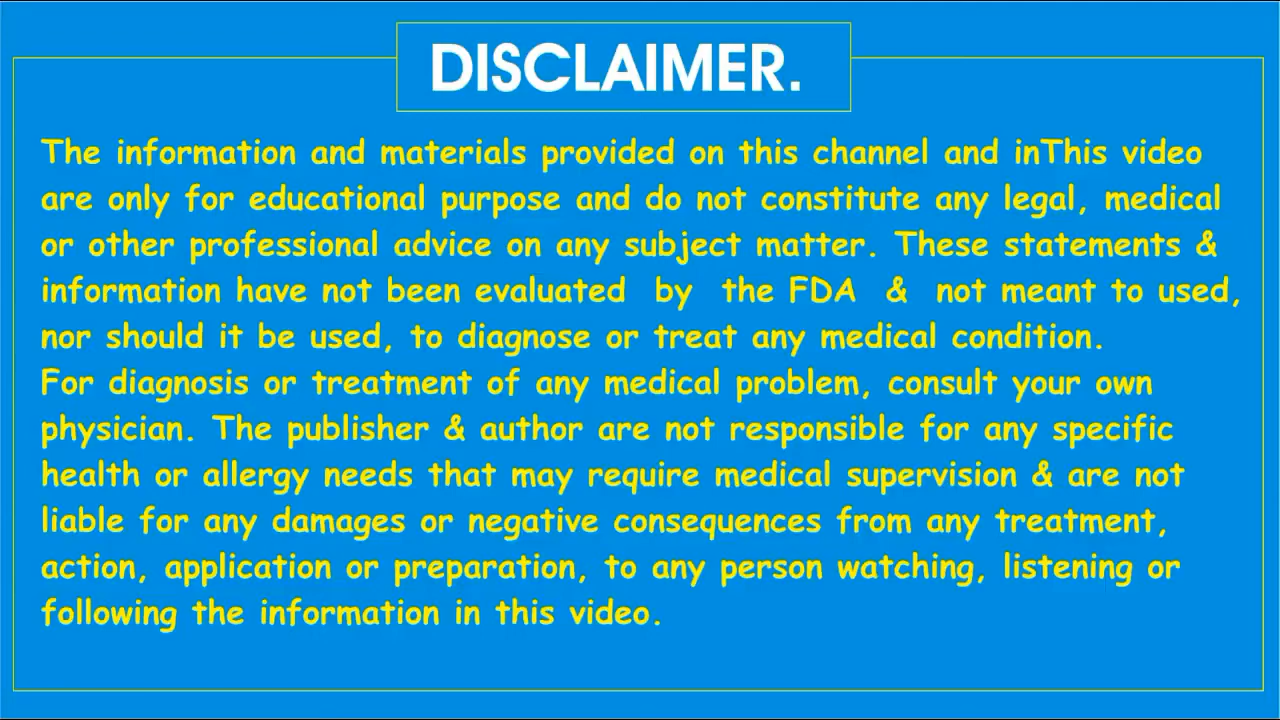 DISCLAIMER.
The information and materials provided on this channel and inThis video
are only for educational purpose and do not constitute any legal, medical
or other professional advice on any subject matter. These statements &
information have not been evaluated by the FDA & not meant to used,
nor should it be used, to diagnose or treat any medical condition.
For diagnosis or treatment of any medical problem, consult your own
physician. The publisher & author are not responsible for any specific
health or allergy needs that may require medical supervision & are not
liable for any damages or negative consequences from any treatment,
action, application or preparation, to any person watching, listening or
following the information in this video.